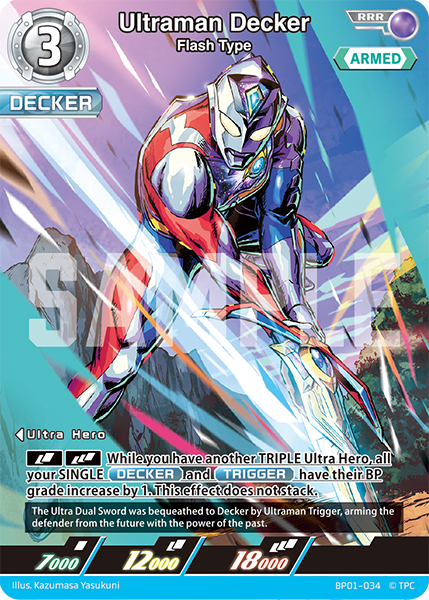 3
Ultraman Decker
Flash Type
RRR
ARMED
DECKER
SAMPLE
Ultra Hero
While you have another TRIPLE Ultra Hero, all
your SINGLE DECKER and TRIGGER have their BP
grade increase by 1. This effect does not stack.
The Ultra Dual Sword was bequeathed to Decker by Ultraman Trigger, arming the
defender from the future with the power of the past.
7000 12000 18000
Illus. Kazumasa Yasukuni BP01-034 © TPC